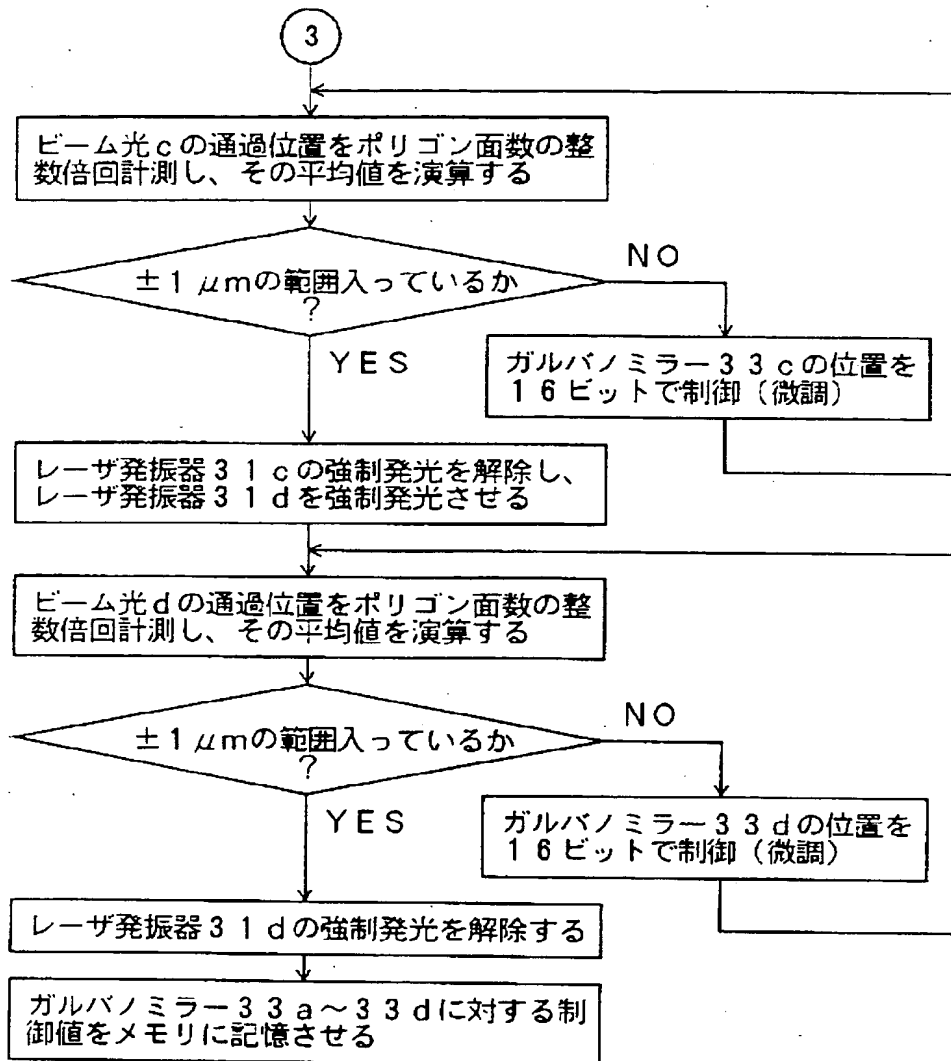 3
ビーム光cの通過位置をポリゴン面数の整
数倍回計測し、その平均値を演算する
±1μmの範囲入っているか
?
NO
YES
ガルバノミラー33cの位置を
16ビットで制御(微調)
レーザ発振器31cの強制発光を解除し、
レーザ発振器31dを強制発光させる
ビーム光dの通過位置をポリゴン面数の整
数倍回計測し、その平均値を演算する
±1μmの範囲入っているか
?
NO
YES
ガルバノミラー33dの位置を
16ビットで制御(微調)
レーザ発振器31dの強制発光を解除する
ガルバノミラー33a~33dに対する制
御値をメモリに記憶させる